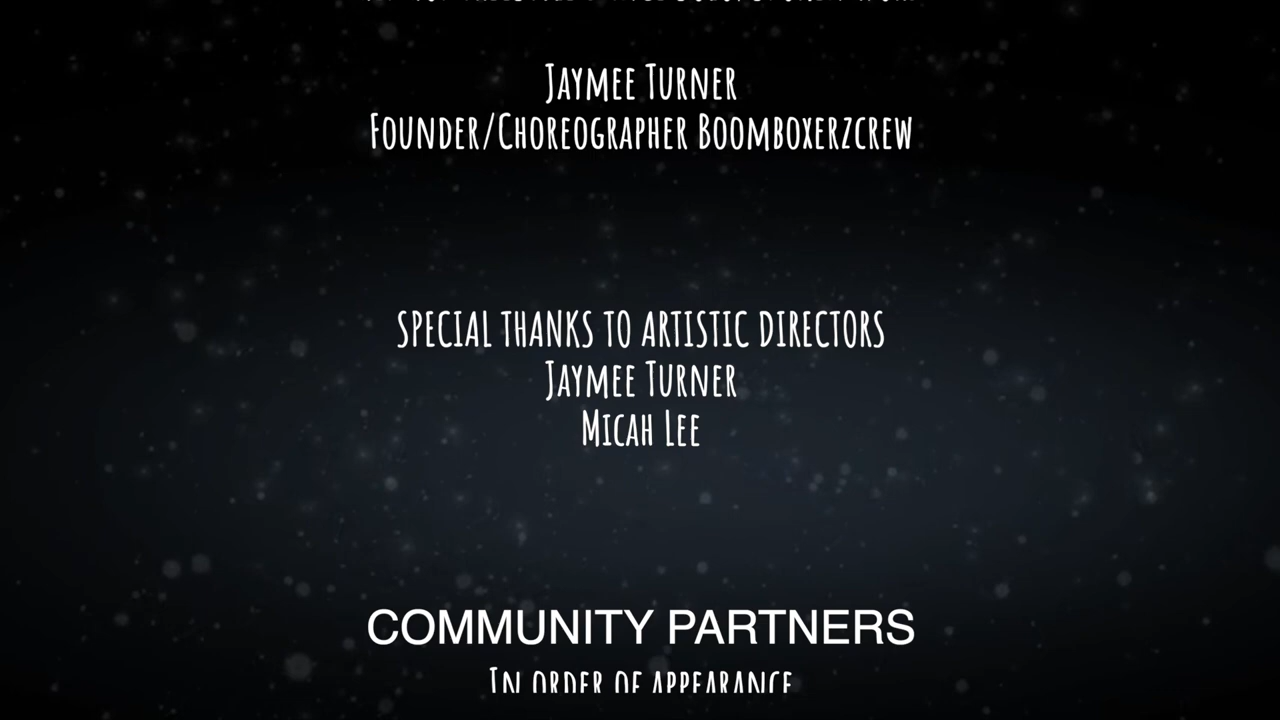 Jaymee Turner
Founder/Choreographer Boomboxerzcrew
SPECIAL THANKS TO ARTISTIC DIRECTORS
Jaymee Turner
Micah Lee
COMMUNITY PARTNERS
In order of appearance